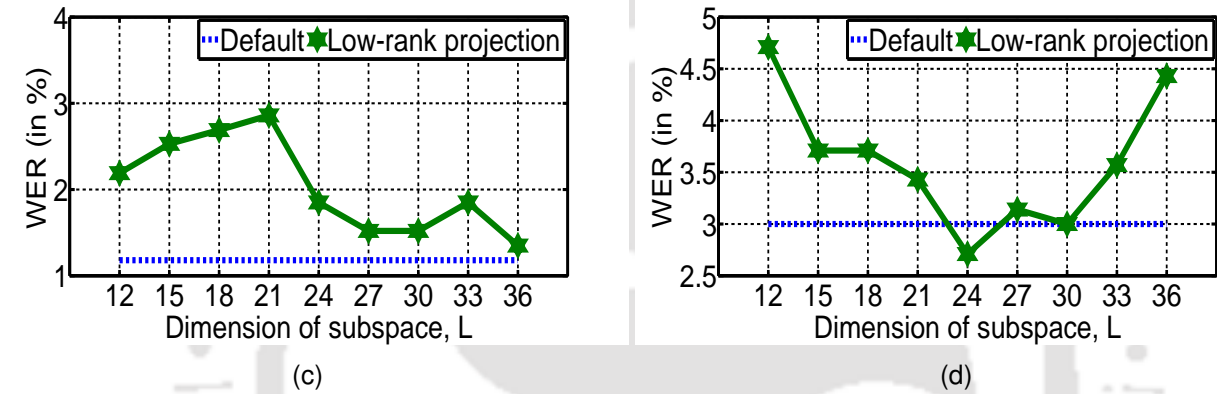 4
3
2
1
WER (in %)
Default Low-rank projection
12 15 18 21 24 27 30 33 36
Dimension of subspace, L
(c)
5
4.5
4
3.5
3
2.5
WER (in %)
Default Low-rank projection
12 15 18 21 24 27 30 33 36
Dimension of subspace, L
(d)